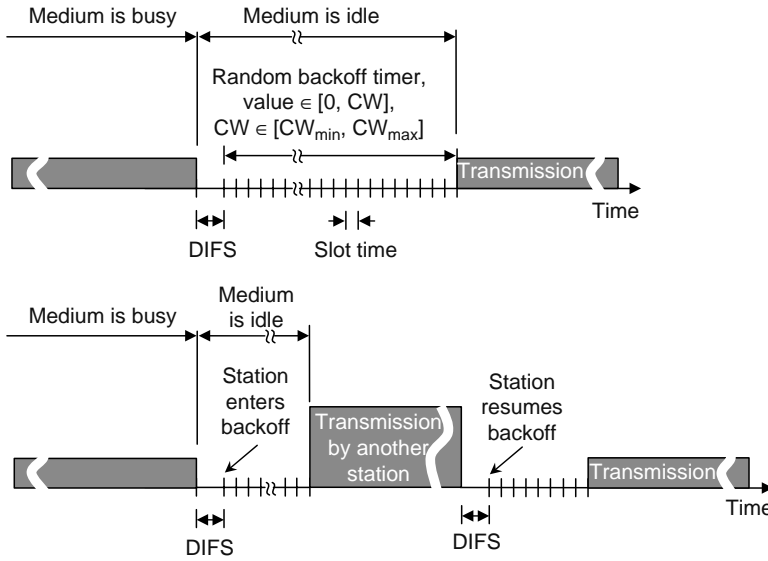 Medium is busy
Medium is idle
Random backoff timer,
value ∈ [0, CW],
CW ∈ [CWmin, CWmax]
Transmission
Time
DIFS
Slot time
Medium is busy
Medium
is idle
Station
enters
backoff
Transmission
by another
station
Station
resumes
backoff
Transmission
Time
DIFS
DIFS